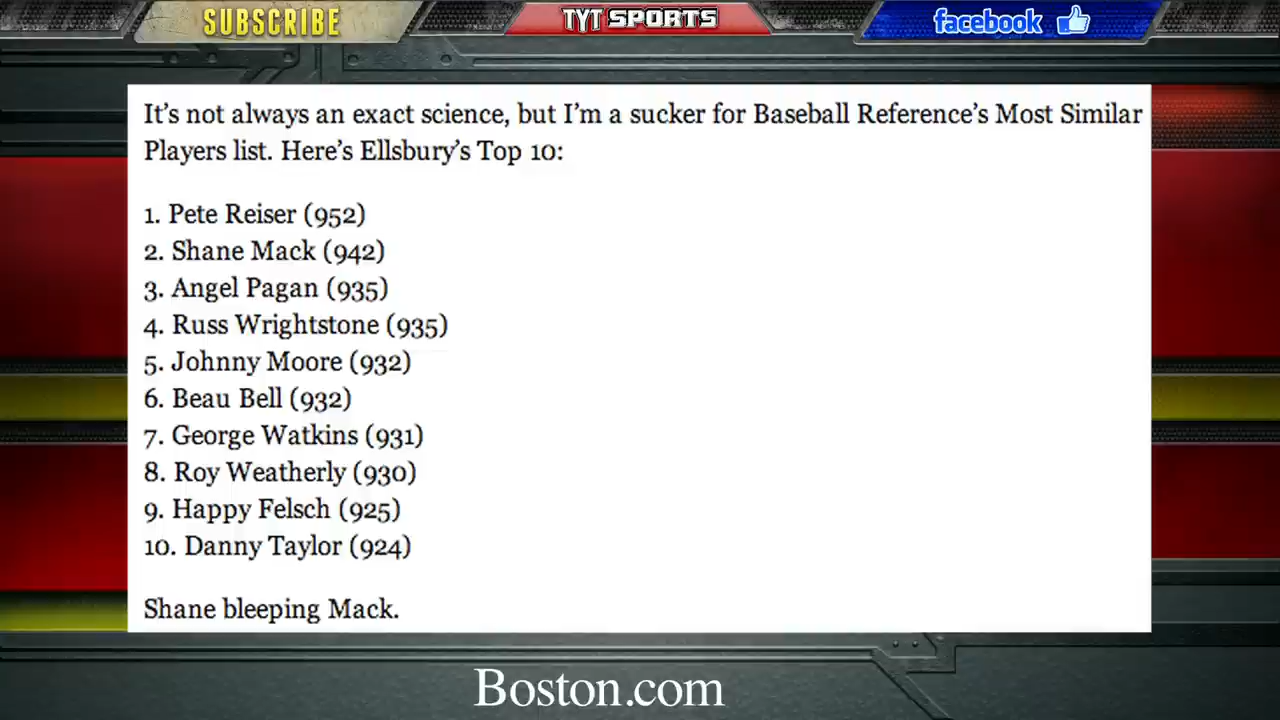 SUBSCRIBE
TYT SPORTS
facebook
It's not always an exact science, but I'm a sucker for Baseball Reference's Most Similar
Players list. Here's Ellsbury's Top 10:
1. Pete Reiser (952)
2. Shane Mack (942)
3. Angel Pagan (935)
4. Russ Wrightstone (935)
5. Johnny Moore (932)
6. Beau Bell (932)
7. George Watkins (931)
8. Roy Weatherly (930)
9. Happy Felsch (925)
10. Danny Taylor (924)
Shane bleeping Mack.
Boston.com